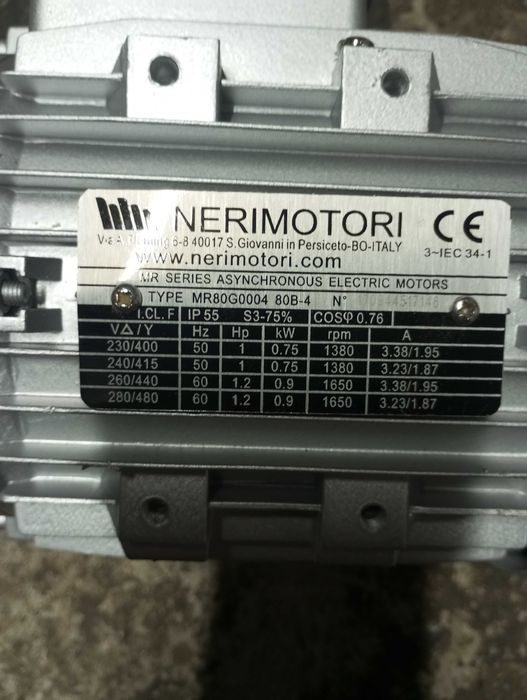 NERIMOTORI CE
6-8 40017 S.Giovanni in Persiceto-BO-ITALY
www.nerimotori.com
3~IEC 34-1
MR SERIES ASYNCHRONOUS ELECTRIC MOTORS
TYPE MR80G0004 80B-4 N°
I.CL. F IP 55 S3-75% COSφ 0.76
V△/Y Hz Hp kW rpm A
230/400 50 1 0.75 1380 3.38/1.95
240/415 50 1 0.75 1380 3.23/1.87
260/440 60 1.2 0.9 1650 3.38/1.95
280/480 60 1.2 0.9 1650 3.23/1.87